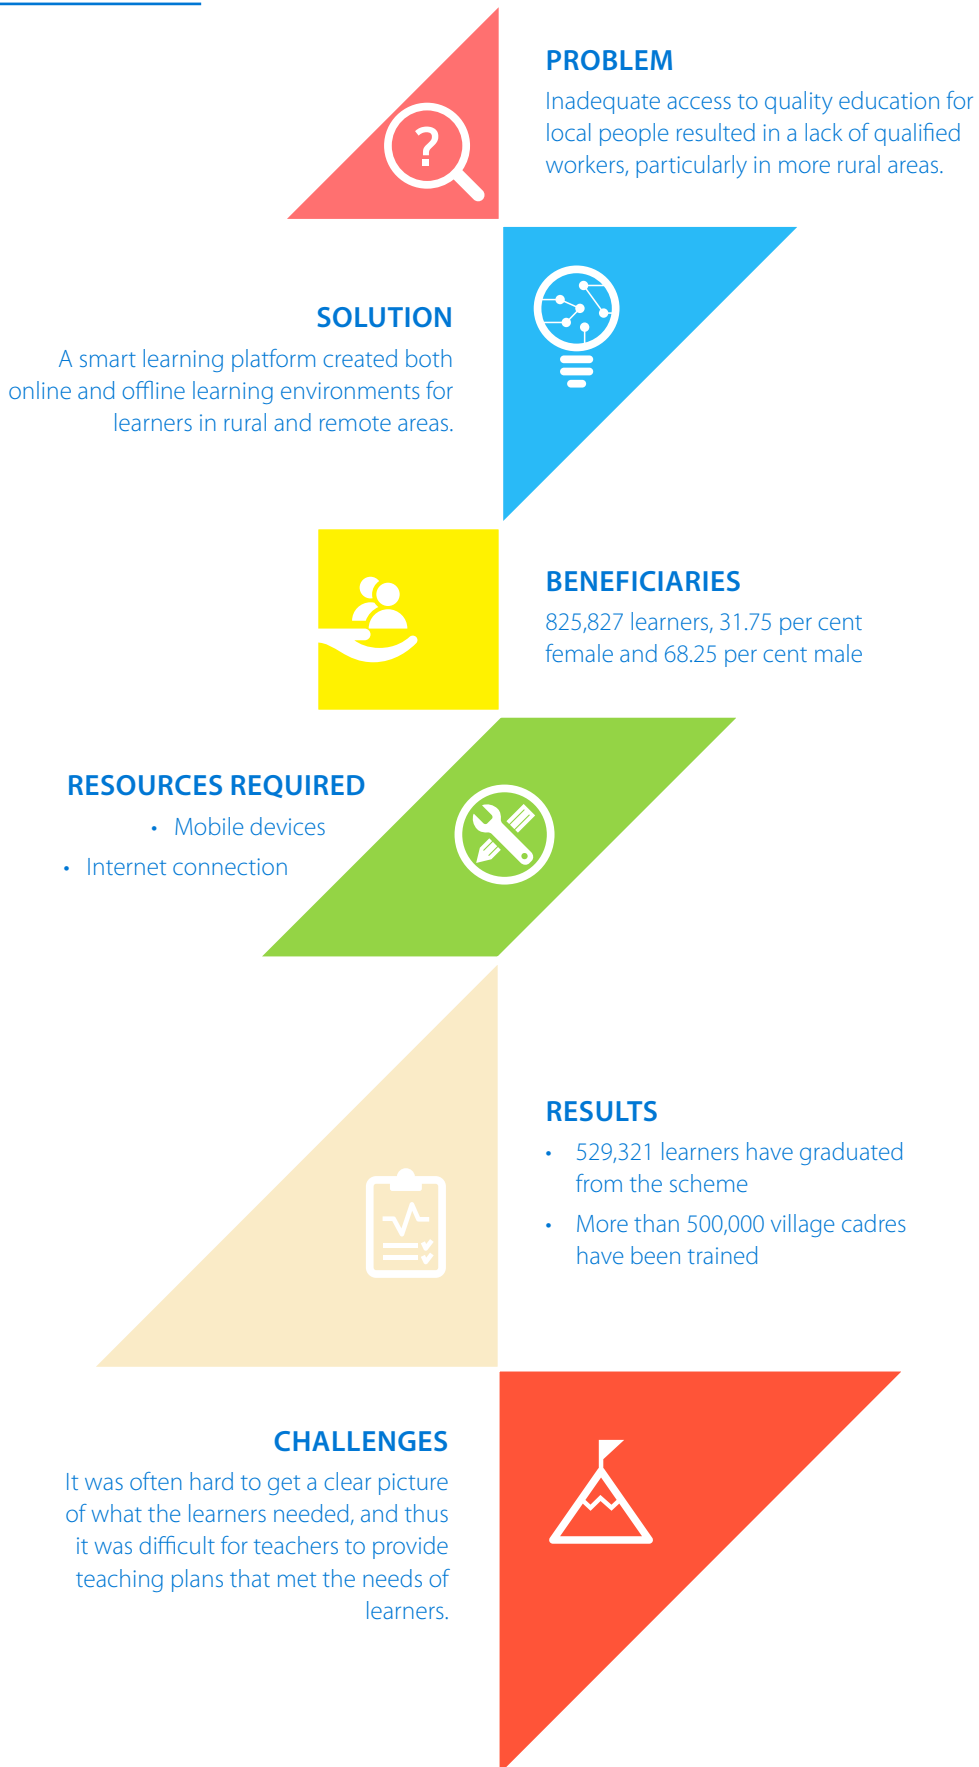 PROBLEM
Inadequate access to quality education for
local people resulted in a lack of qualified
workers, particularly in more rural areas.
?
SOLUTION
A smart learning platform created both
online and offline learning environments for
learners in rural and remote areas.
BENEFICIARIES
825,827 learners, 31.75 per cent
female and 68.25 per cent male
RESOURCES REQUIRED
• Mobile devices
• Internet connection
RESULTS
• 529,321 learners have graduated
from the scheme
• More than 500,000 village cadres
have been trained
CHALLENGES
It was often hard to get a clear picture
of what the learners needed, and thus
it was difficult for teachers to provide
teaching plans that met the needs of
learners.